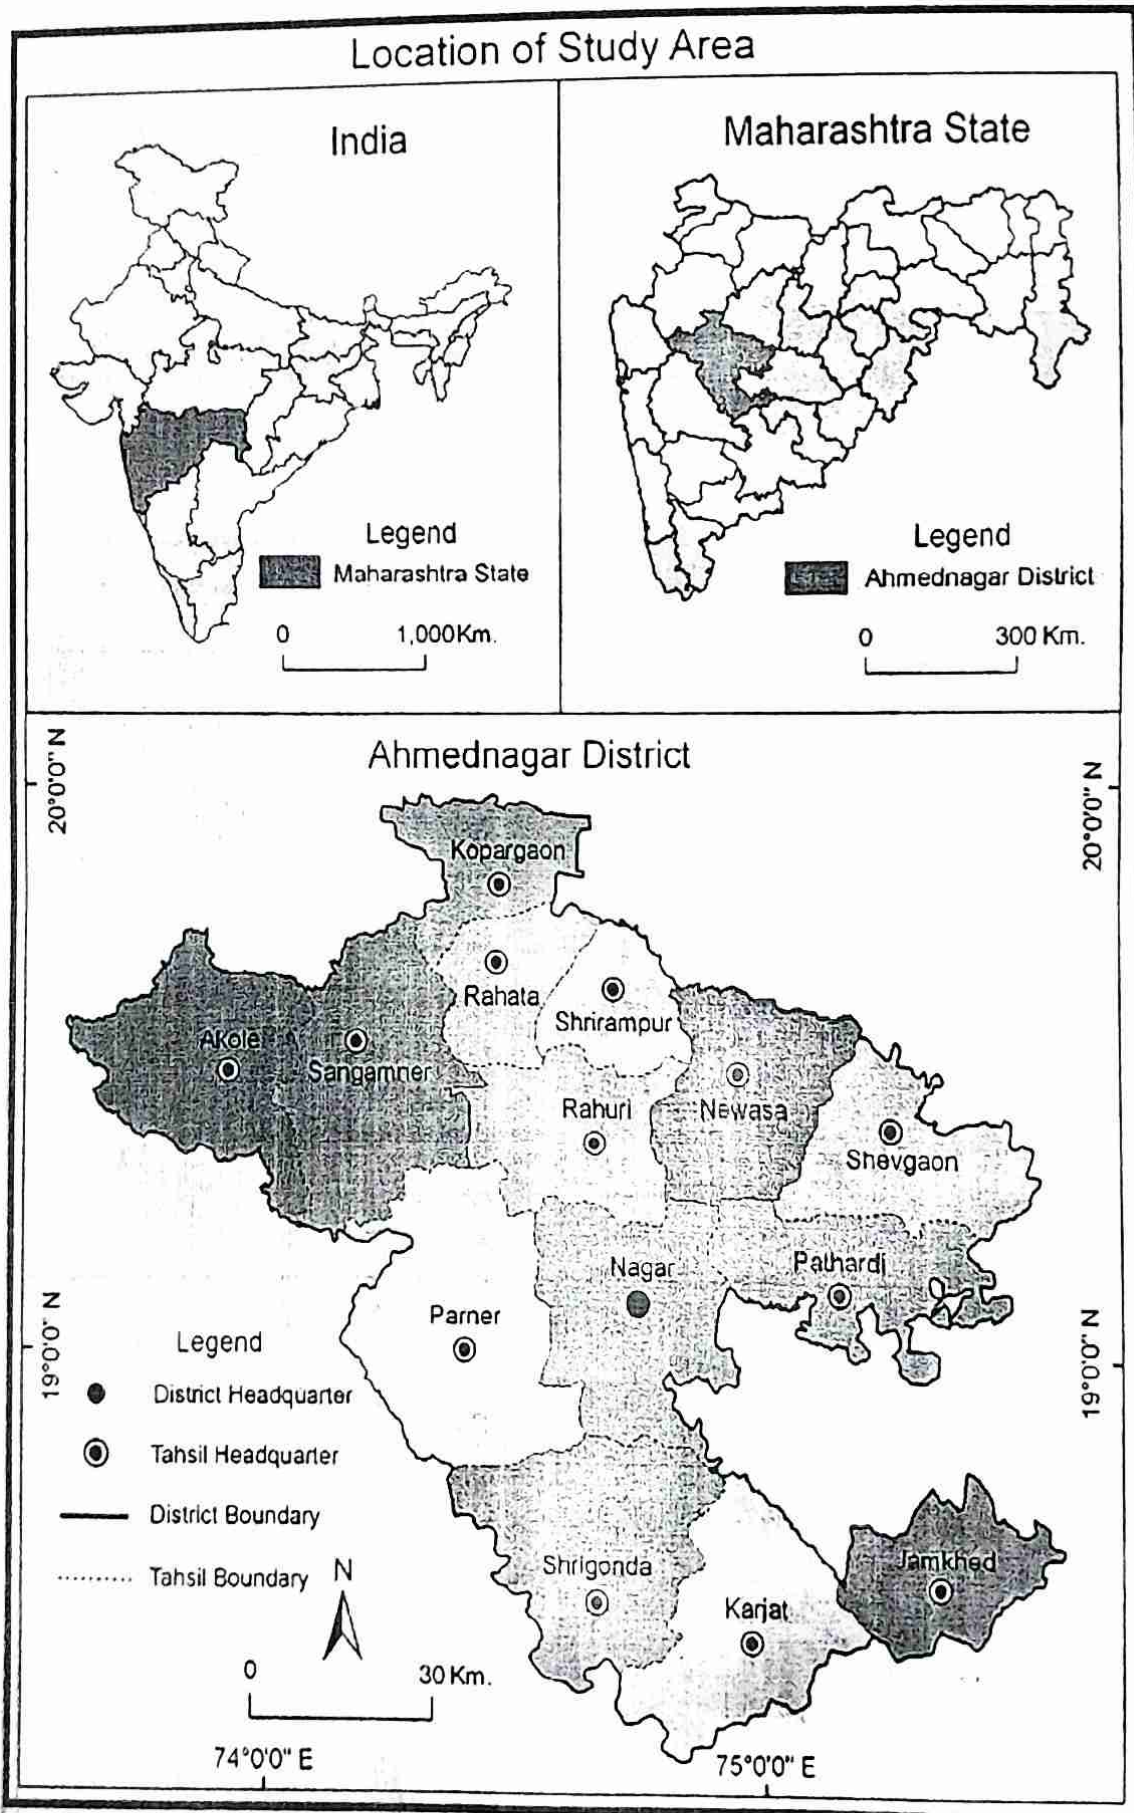 Location of Study Area
India
Legend
Maharashtra State
0 1,000Km.
Maharashtra State
Legend
Ahmednagar District
0 300 Km.
Ahmednagar District
20°0'0" N
20°0'0" N
Kopargaon
Rahata
Shrirampur
Akole
Sangamner
Rahuri
Newasa
Shevgaon
Nagar
Pathardi
Parner
19°0'0" N
19°0'0" N
Legend
District Headquarter
Tahsil Headquarter
District Boundary
Tahsil Boundary
N
0 30 Km.
Shrigonda
Karjat
Jamkhed
74°0'0" E
75°0'0" E